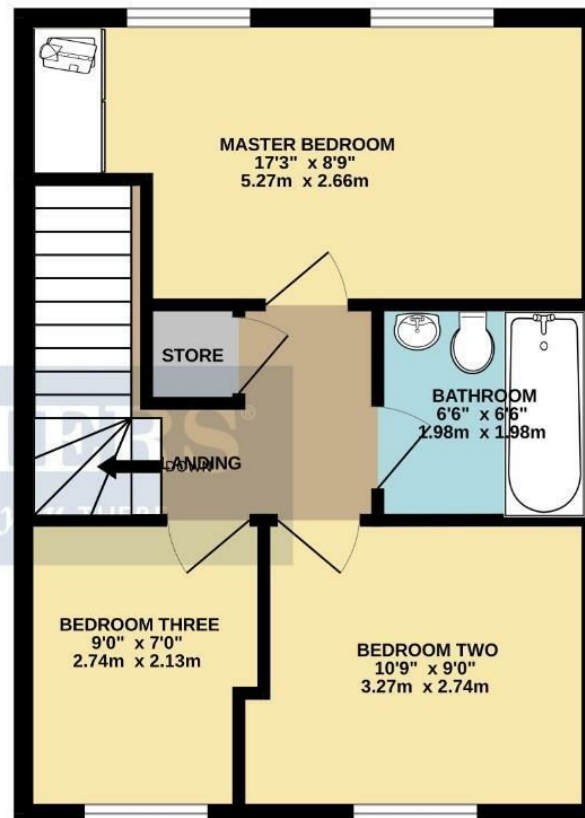 MASTER BEDROOM
17'3" x 8'9"
5.27m x 2.66m
STORE
BATHROOM
6'6" x 6'6"
1.98m x 1.98m
LANDING
DOWN
BEDROOM THREE
9'0" x 7'0"
2.74m x 2.13m
BEDROOM TWO
10'9" x 9'0"
3.27m x 2.74m